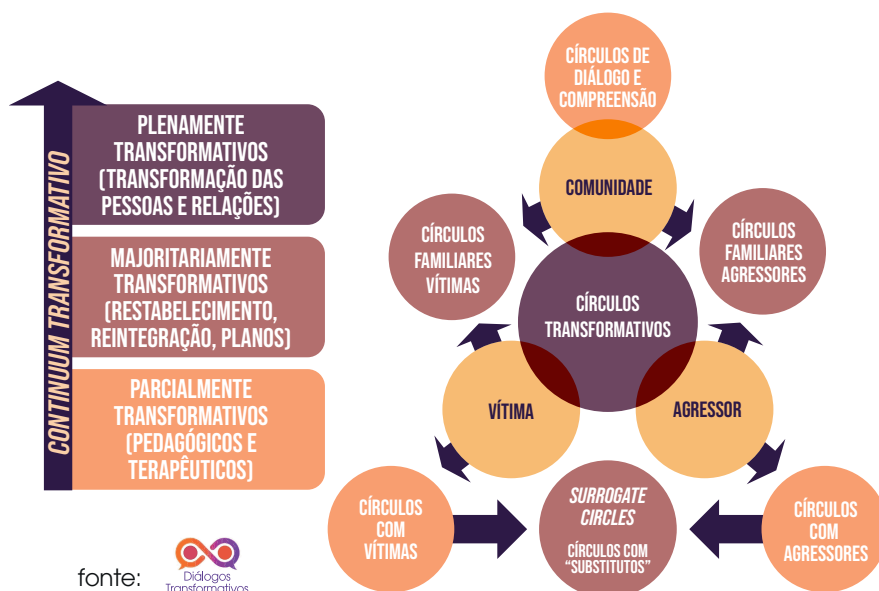 CONTINUUM TRANSFORMATIVO
PLENAMENTE
TRANSFORMATIVOS
(TRANSFORMAÇÃO DAS
PESSOAS E RELAÇÕES)
MAJORITARIAMENTE
TRANSFORMATIVOS
(RESTABELECIMENTO,
REINTEGRAÇÃO, PLANOS)
PARCIALMENTE
TRANSFORMATIVOS
(PEDAGÓGICOS E
TERAPÊUTICOS)
fonte:
Diálogos
Transformativos
CÍRCULOS DE
DIÁLOGO E
COMPREENSÃO
COMUNIDADE
CÍRCULOS
FAMILIARES
VÍTIMAS
CÍRCULOS
FAMILIARES
AGRESSORES
CÍRCULOS
TRANSFORMATIVOS
VÍTIMA
AGRESSOR
CÍRCULOS
COM
VÍTIMAS
SURROGATE
CIRCLES
CÍRCULOS COM
“SUBSTITUTOS”
CÍRCULOS
COM
AGRESSORES